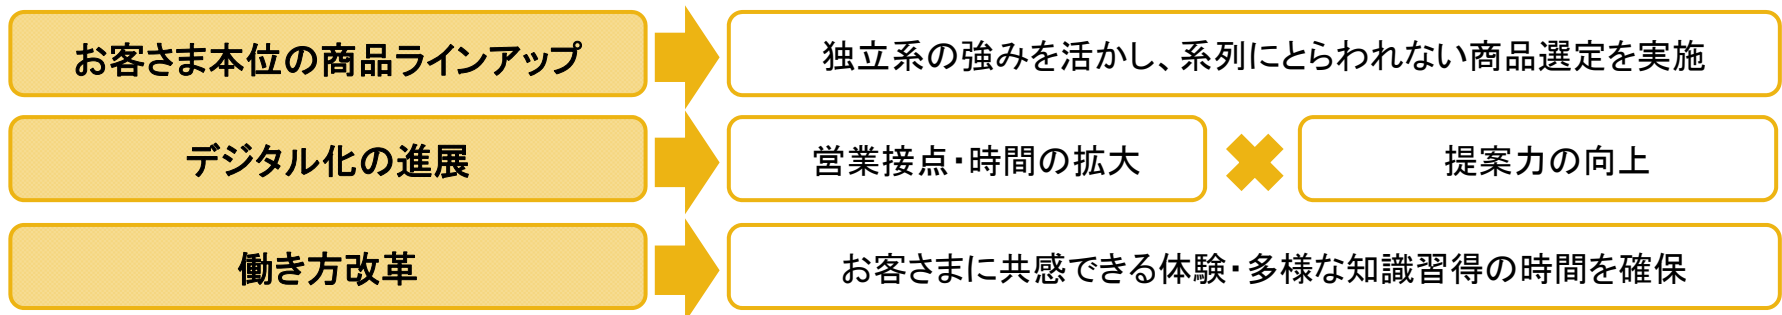 お客さま本位の商品ラインアップ
独立系の強みを活かし、系列にとらわれない商品選定を実施
デジタル化の進展
営業接点・時間の拡大
提案力の向上
働き方改革
お客さまに共感できる体験・多様な知識習得の時間を確保